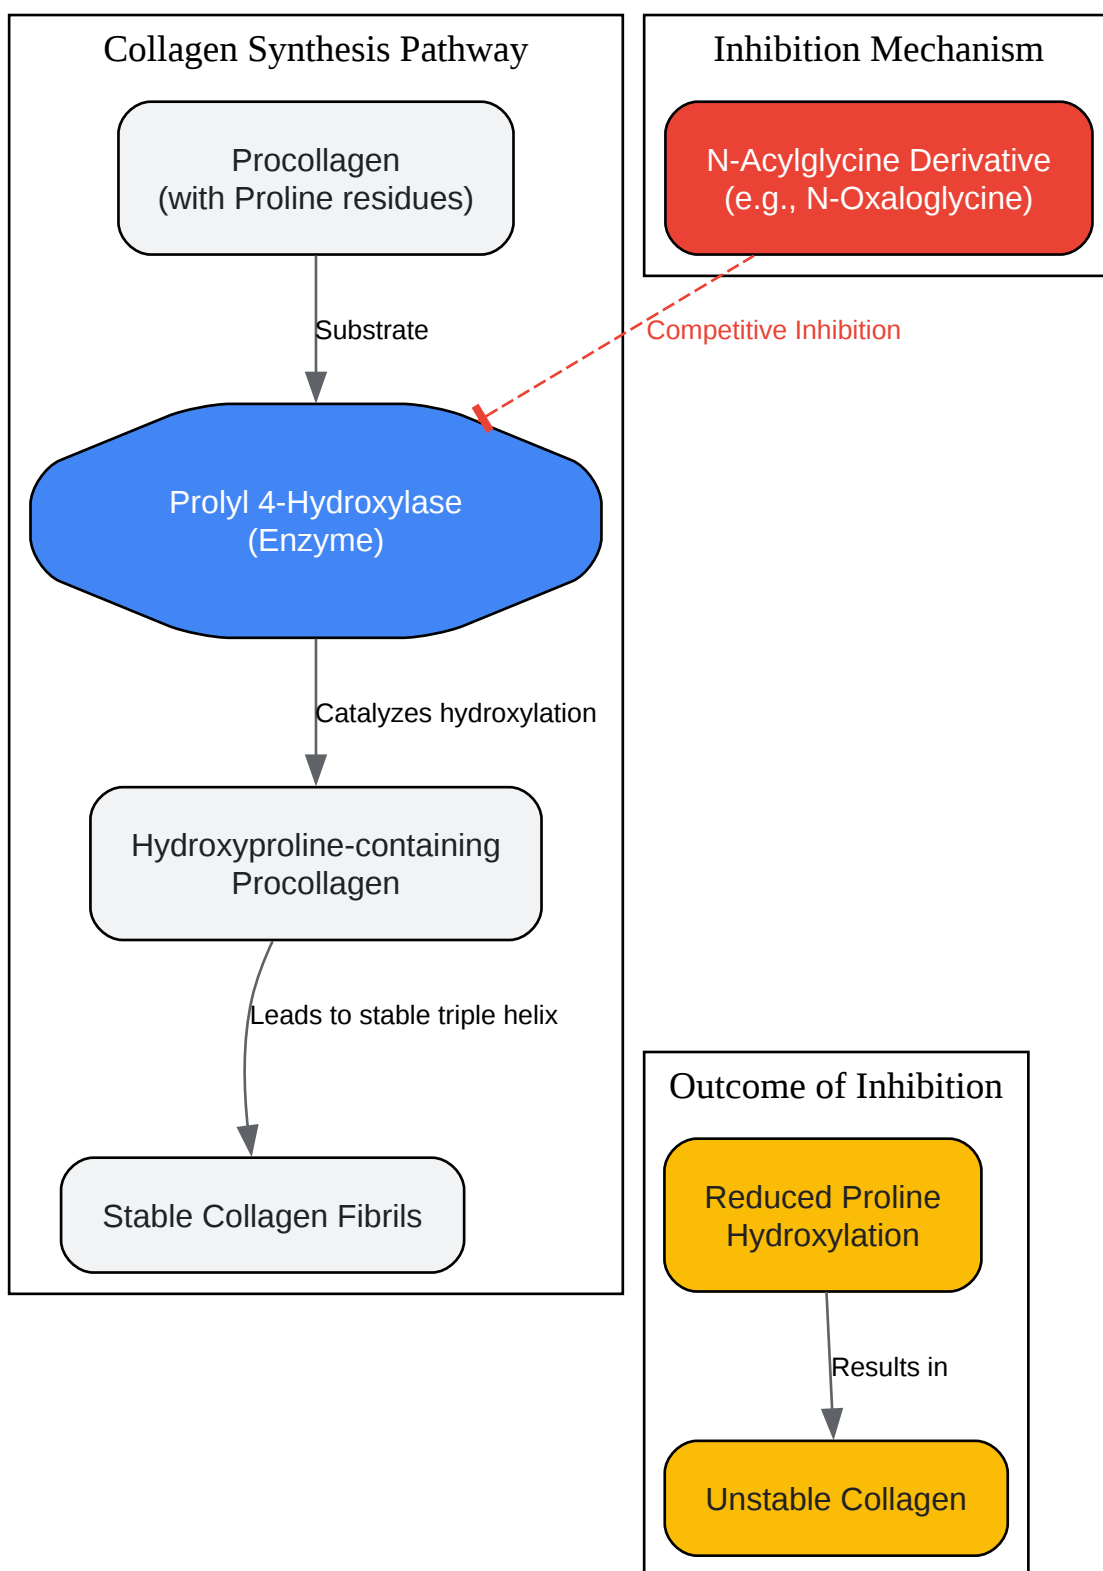 Collagen Synthesis Pathway
Procollagen
(with Proline residues)
Substrate
Prolyl 4-Hydroxylase
(Enzyme)
Catalyzes hydroxylation
Hydroxyproline-containing
Procollagen
Leads to stable triple helix
Stable Collagen Fibrils
Inhibition Mechanism
N-Acylglycine Derivative
(e.g., N-Oxaloglycine)
Competitive Inhibition
Outcome of Inhibition
Reduced Proline
Hydroxylation
Results in
Unstable Collagen